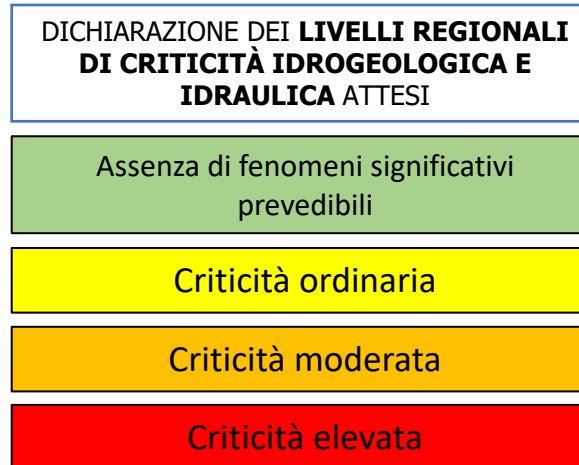 DICHIARAZIONE DEI LIVELLI REGIONALI
DI CRITICITÀ IDROGEOLOGICA E
IDRAULICA ATTESI
Assenza di fenomeni significativi
prevedibili
Criticità ordinaria
Criticità moderata
Criticità elevata